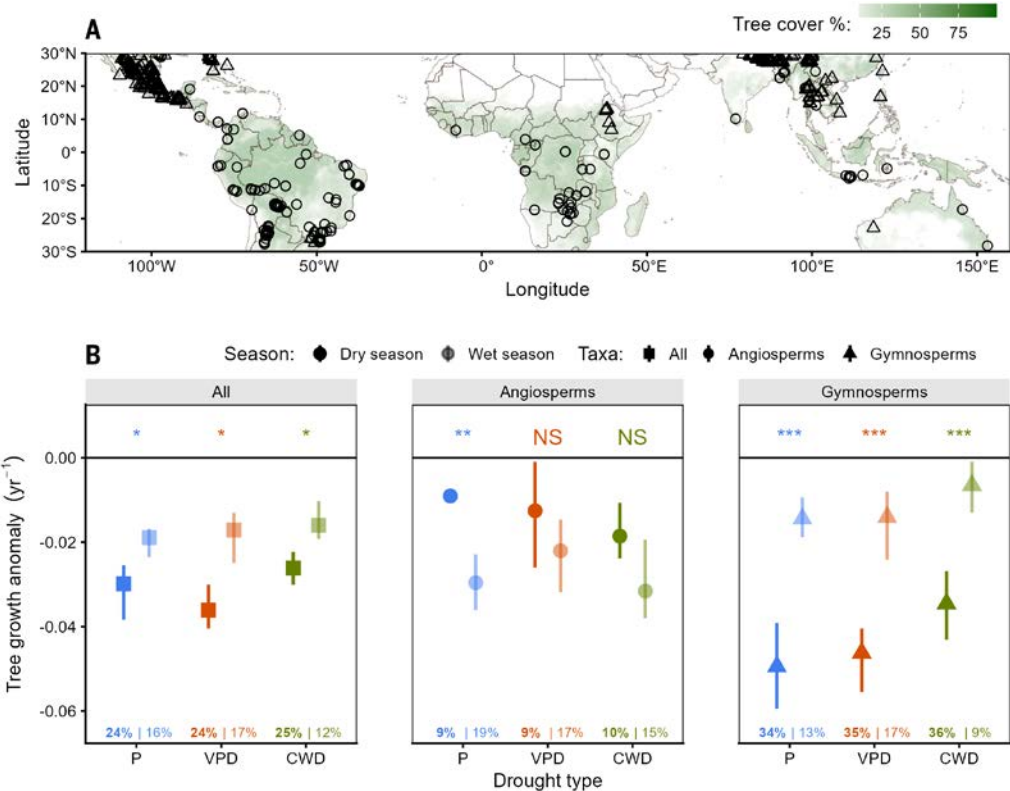 A
Tree cover %:
25 50 75
30°N
20°N
10°N
0°
10°S
20°S
30°S
Latitude
100°W 50°W 0° 50°E 100°E 150°E
Longitude
B
Season: Dry season Wet season Taxa: All Angiosperms Gymnosperms
All Angiosperms Gymnosperms
* * * ** NS NS *** *** ***
0.00
-0.02
-0.04
-0.06
Tree growth anomaly (yr⁻¹)
24% | 16% 24% | 17% 25% | 12% 9% | 19% 9% | 17% 10% | 15% 34% | 13% 35% | 17% 36% | 9%
P VPD CWD P VPD CWD P VPD CWD
Drought type